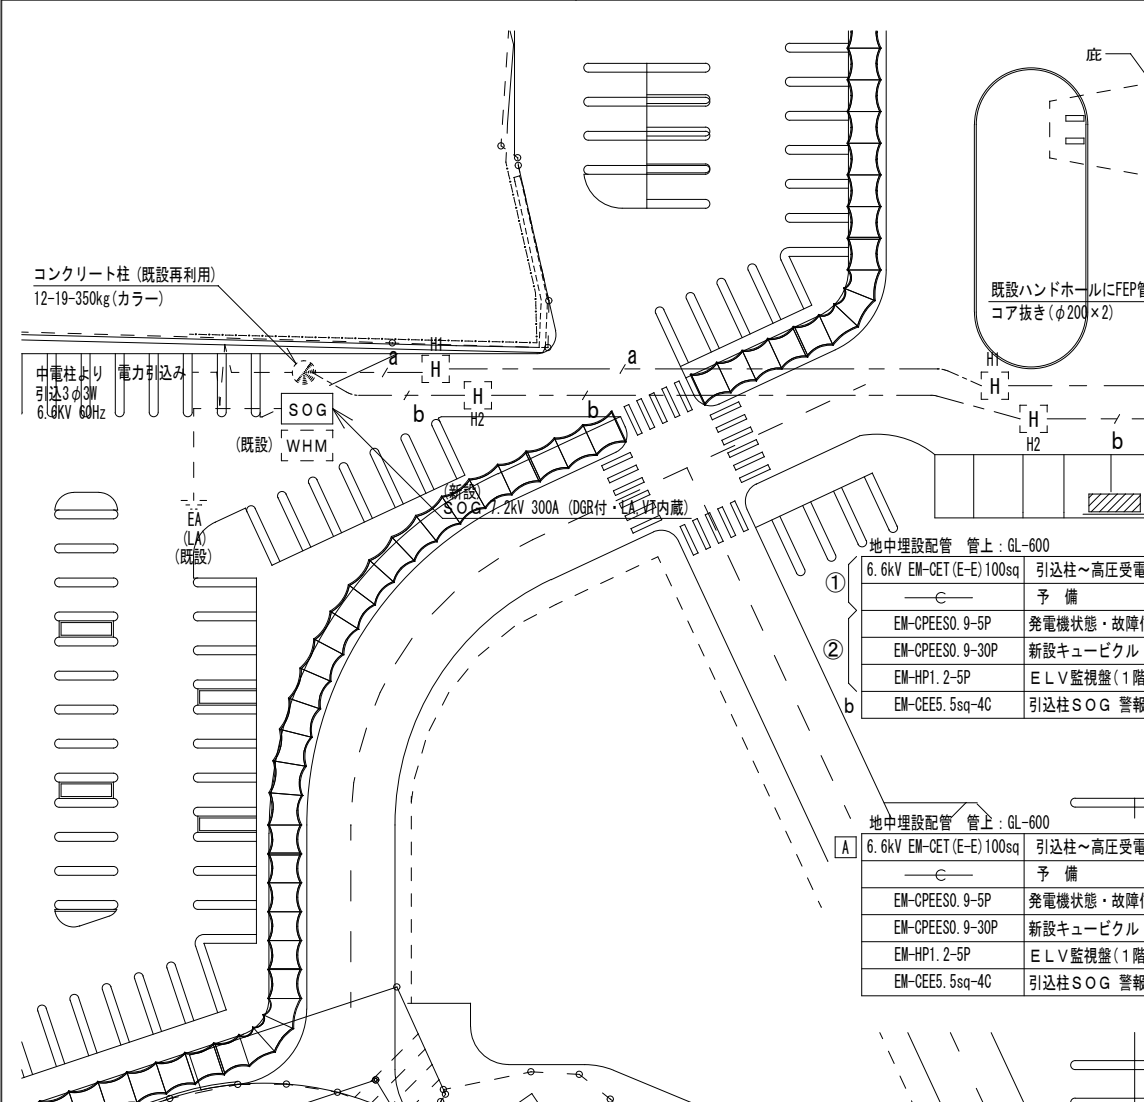 庇
コンクリート柱 (既設再利用)
12-19-350kg(カラー)
既設ハンドホールにFEP管
コア抜き(φ200×2)
H1
a
a
H
H1
H
中電柱より 電力引込み
引込3φ3W
6.6KV 60Hz
SOG
b
H
H2
b
H
H2
b
(既設)
WHM
(新設)
SOG 7.2kV 300A (DGR付・LA,VT内蔵)
EA
(LA)
(既設)
地中埋設配管 管上:GL-600
① 6.6kV EM-CET(E-E)100sq 引込柱~高圧受電
予 備
② EM-CPEES0.9-5P 発電機状態・故障
EM-CPEES0.9-30P 新設キュービクル
EM-HP1.2-5P ELV監視盤(1階
b EM-CEE5.5sq-4C 引込柱SOG 警報
地中埋設配管 管上:GL-600
A 6.6kV EM-CET(E-E)100sq 引込柱~高圧受電
予 備
EM-CPEES0.9-5P 発電機状態・故障
EM-CPEES0.9-30P 新設キュービクル
EM-HP1.2-5P ELV監視盤(1階
EM-CEE5.5sq-4C 引込柱SOG 警報